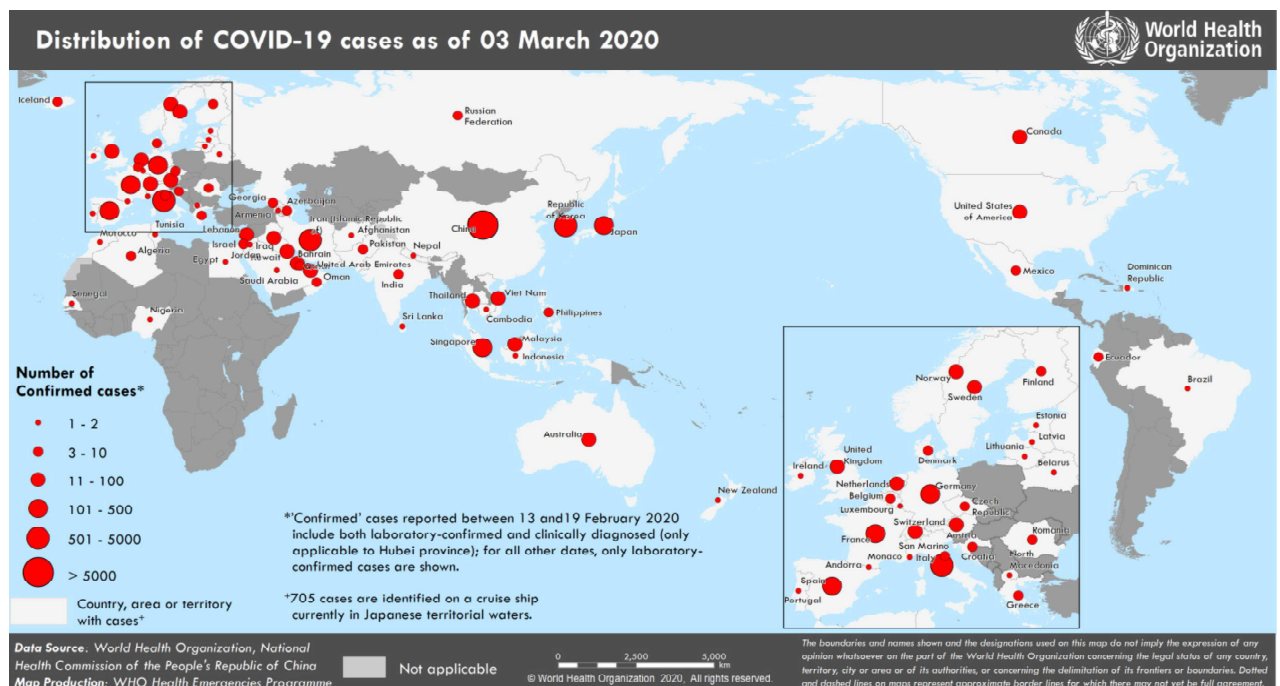 Distribution of COVID-19 cases as of 03 March 2020
World Health
Organization
Iceland
Russian
Federation
Canada
United States
of America
Mexico
Dominican
Republic
Ecuador
Brazil
Georgia
Azerbaijan
Armenia
Iran (Islamic Republic
of)
Lebanon
Tunisia
Morocco
Algeria
Israel
Iraq
Jordan
Kuwait
Egypt
Bahrain
Qatar
United Arab Emirates
Saudi Arabia
Oman
Afghanistan
Pakistan
Nepal
India
China
Republic
of Korea
Japan
Senegal
Nigeria
Sri Lanka
Thailand
Viet Nam
Cambodia
Philippines
Singapore
Malaysia
Indonesia
Australia
New Zealand
Norway
Sweden
Finland
Estonia
Latvia
Lithuania
Belarus
United
Kingdom
Ireland
Denmark
Netherlands
Belgium
Luxembourg
Germany
Czech
Republic
Switzerland
Austria
France
San Marino
Monaco
Italy
Croatia
Romania
North
Macedonia
Andorra
Spain
Portugal
Greece
Number of
Confirmed cases*
1 - 2
3 - 10
11 - 100
101 - 500
501 - 5000
> 5000
Country, area or territory
with cases⁺
*'Confirmed' cases reported between 13 and19 February 2020
include both laboratory-confirmed and clinically diagnosed (only
applicable to Hubei province); for all other dates, only laboratory-
confirmed cases are shown.
⁺705 cases are identified on a cruise ship
currently in Japanese territorial waters.
Data Source: World Health Organization, National
Health Commission of the People's Republic of China
Map Production: WHO Health Emergencies Programme
Not applicable
0 2,500 5,000
km
© World Health Organization 2020, All rights reserved.
The boundaries and names shown and the designations used on this map do not imply the expression of any
opinion whatsoever on the part of the World Health Organization concerning the legal status of any country,
territory, city or area or of its authorities, or concerning the delimitation of its frontiers or boundaries. Dotted
and dashed lines on maps represent approximate border lines for which there may not yet be full agreement.